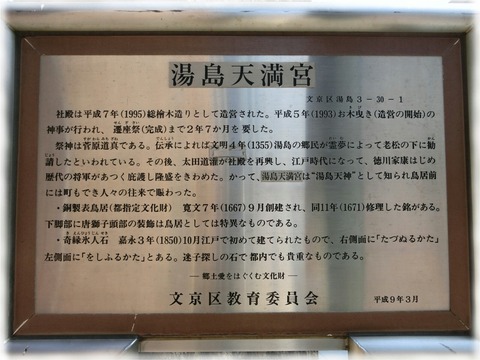 湯島天満宮
文京区湯島3-30-1
社殿は平成7年(1995)総檜木造りとして造営された。平成5年(1993)お木曳き(造営の開始)の
神事が行われ、遷座祭(完成)まで2年7か月を要した。
祭神は菅原道真である。伝承によれば文明4年(1355)湯島の郷民が霊夢によって老松の下に勧
請したといわれている。その後、太田道灌が社殿を再興し、江戸時代になって、徳川家康はじめ
歴代の将軍があつく庇護し隆盛をきわめた。かつて、湯島天満宮は"湯島天神"として知られ鳥居前
には町もでき人々の往来で賑わった。
・銅製表鳥居(都指定文化財) 寛文7年(1667)9月創建され、同11年(1671)修理した銘がある。
下脚部に唐獅子頭部の装飾は鳥居としては特異なものである。
・奇縁氷人石 嘉永3年(1850)10月江戸で初めて建てられたもので、右側面に「たづぬるかた」
左側面に「をしふるかた」とある。迷子探しの石で都内でも貴重なものである。
―郷土愛をはぐくむ文化財―
文京区教育委員会 平成9年3月